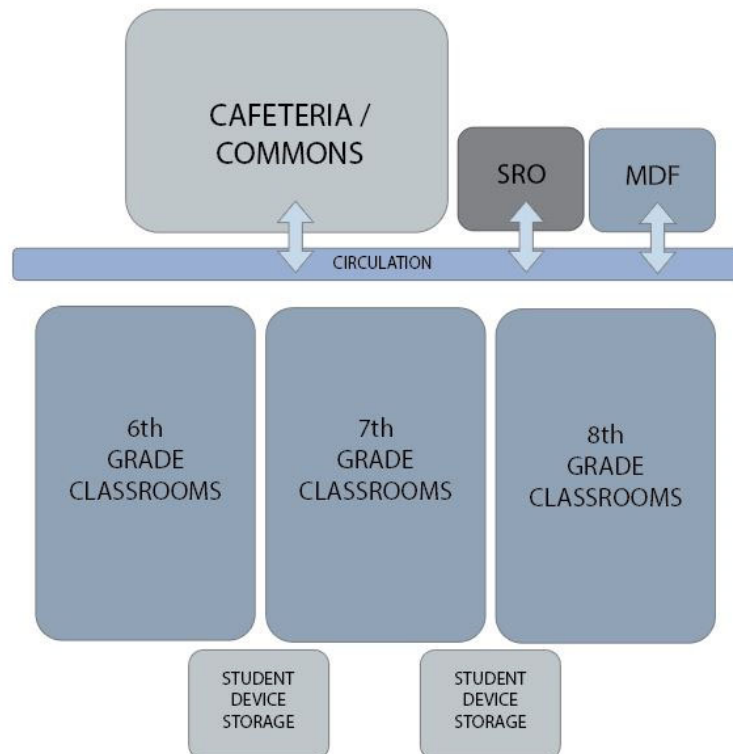 CAFETERIA /
COMMONS
SRO
MDF
CIRCULATION
6th
GRADE
CLASSROOMS
7th
GRADE
CLASSROOMS
8th
GRADE
CLASSROOMS
STUDENT
DEVICE
STORAGE
STUDENT
DEVICE
STORAGE